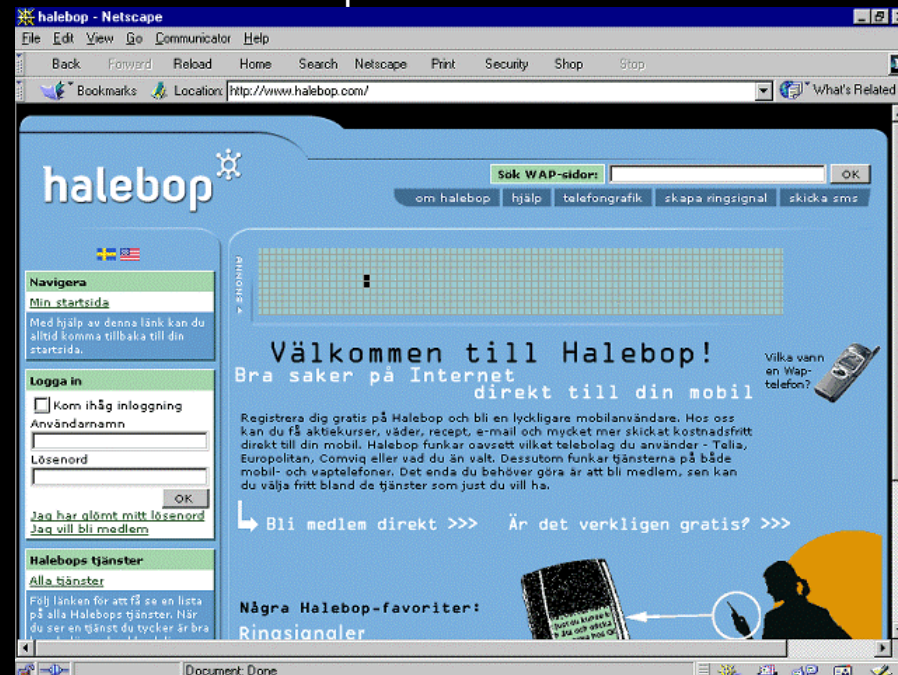 halebop - Netscape
File Edit View Go Communicator Help
Back Forward Reload Home Search Netscape Print Security Shop Stop
Bookmarks Location: http://www.halebop.com/ What's Related
halebop
Sök WAP-sidor: OK
om halebop hjälp telefongrafik skapa ringsignal skicka sms
ANNONS
Navigera
Min startsida
Med hjälp av denna länk kan du
alltid komma tillbaka till din
startsida.
Logga in
Kom ihåg inloggning
Användarnamn
Lösenord
OK
Jag har glömt mitt lösenord
Jag vill bli medlem
Halebops tjänster
Alla tjänster
Följ länken för att få se en lista
på alla Halebops tjänster. När
du ser en tjänst du tycker är bra
Välkommen till Halebop!
Bra saker på Internet
direkt till din mobil
Vilka vann
en Wap-
telefon?
Registrera dig gratis på Halebop och bli en lyckligare mobilanvändare. Hos oss
kan du få aktiekurser, väder, recept, e-mail och mycket mer skickat kostnadsfritt
direkt till din mobil. Halebop funkar oavsett vilket telebolag du använder - Telia,
Europolitan, Comviq eller vad du än valt. Dessutom funkar tjänsterna på både
mobil- och waptelefoner. Det enda du behöver göra är att bli medlem, sen kan
du välja fritt bland de tjänster som just du vill ha.
Bli medlem direkt >>> Är det verkligen gratis? >>>
Några Halebop-favoriter:
Ringsignaler
Document: Done